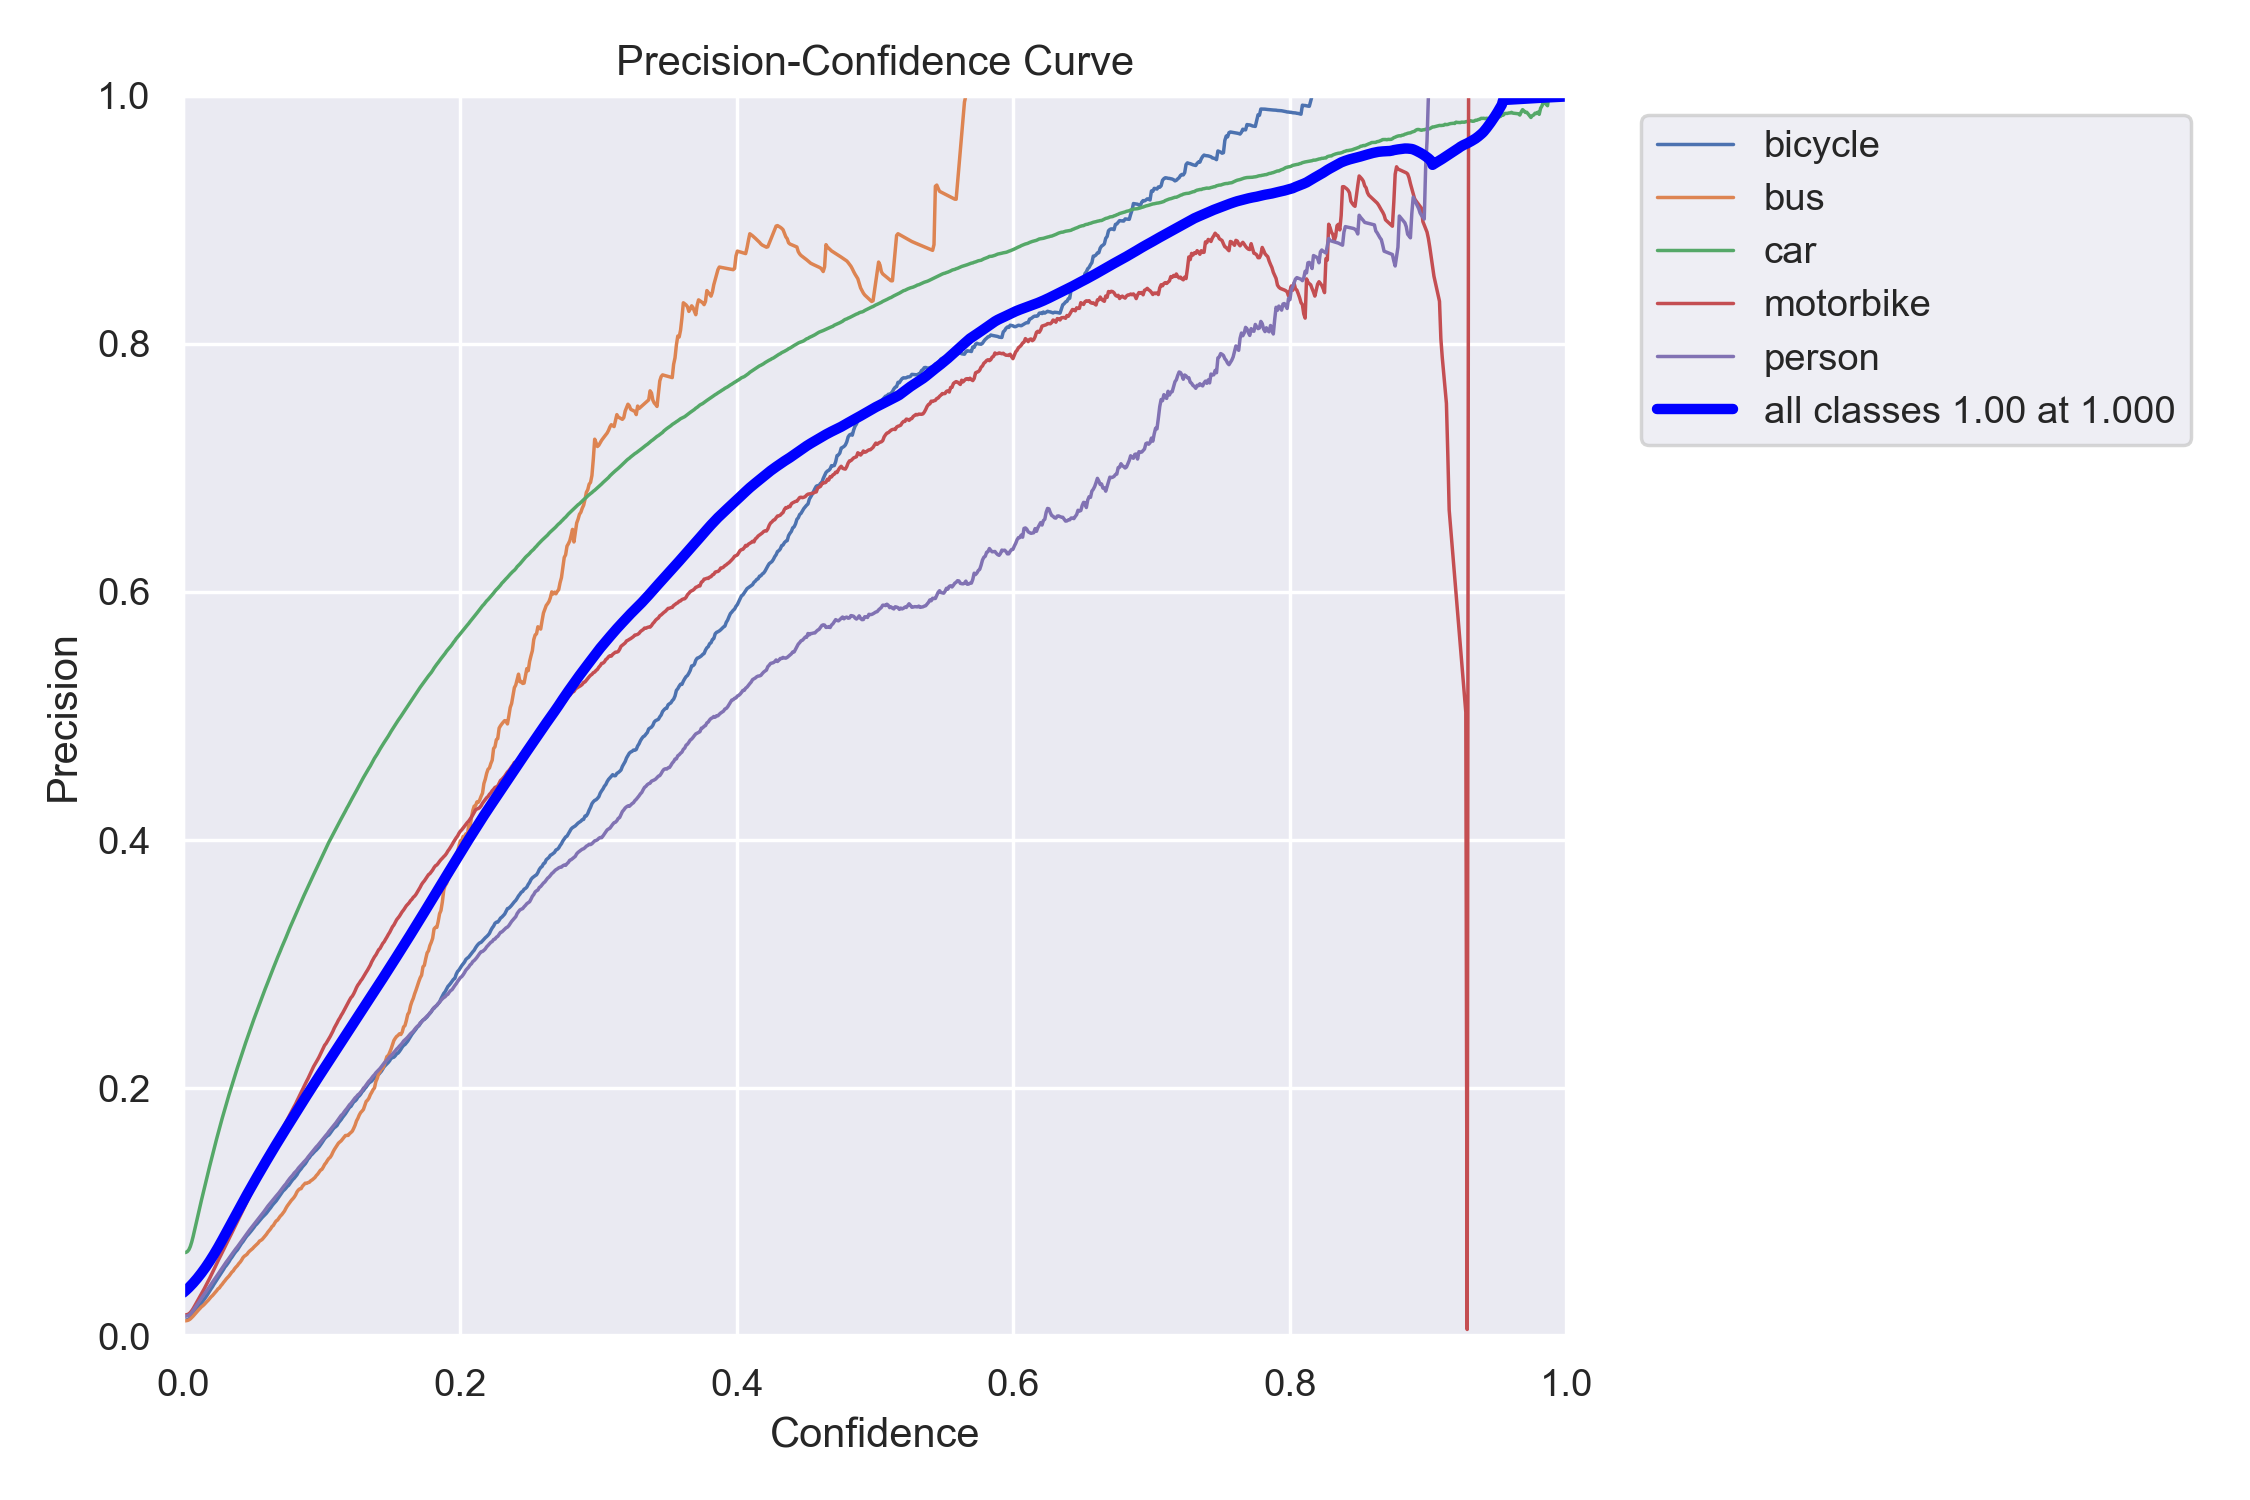 Precision-Confidence Curve
1.0
0.8
0.6
0.4
0.2
0.0
Precision
0.0 0.2 0.4 0.6 0.8 1.0
Confidence
bicycle
bus
car
motorbike
person
all classes 1.00 at 1.000